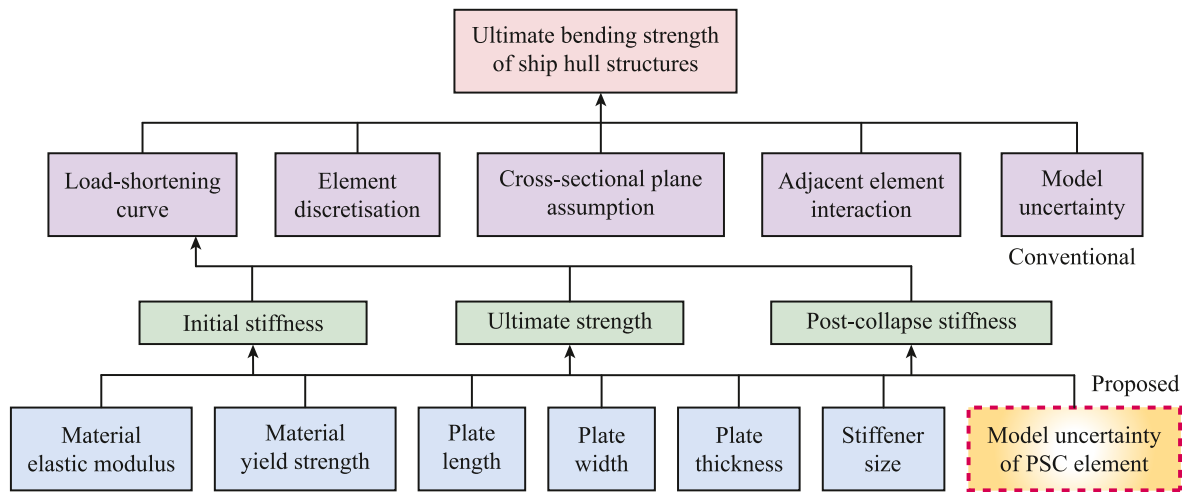 Ultimate bending strength
of ship hull structures
Load-shortening
curve
Element
discretisation
Cross-sectional plane
assumption
Adjacent element
interaction
Model
uncertainty
Conventional
Initial stiffness
Ultimate strength
Post-collapse stiffness
Proposed
Material
elastic modulus
Material
yield strength
Plate
length
Plate
width
Plate
thickness
Stiffener
size
Model uncertainty
of PSC element